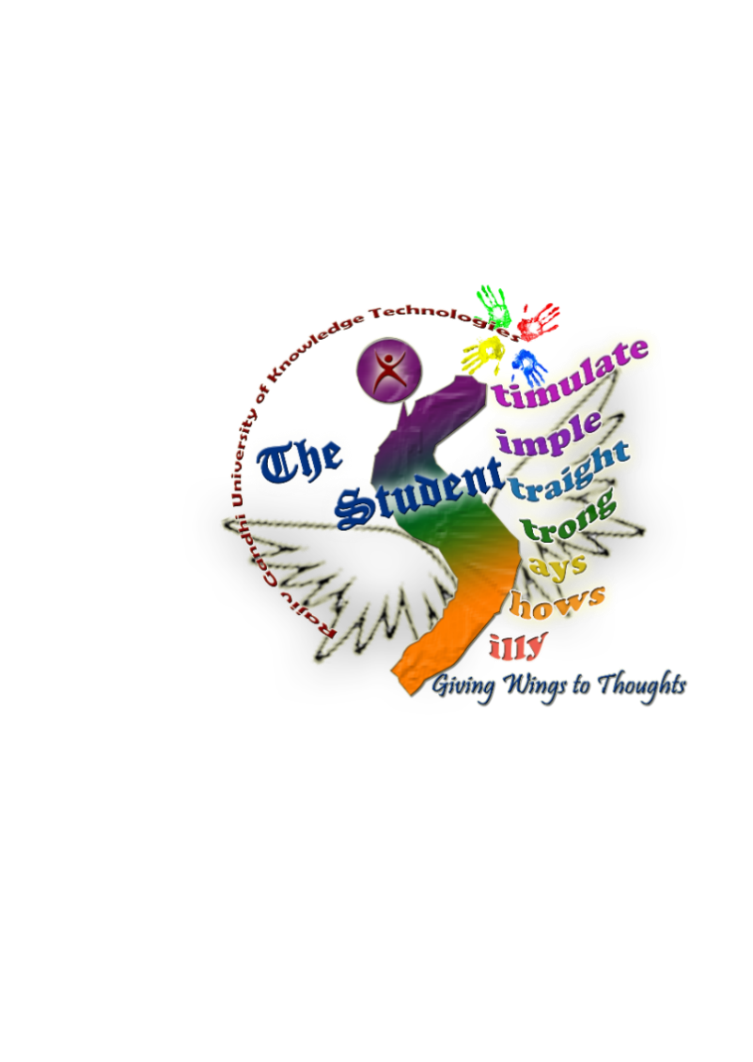 Rajiv Gandhi University of Knowledge Technologies
The
Student
timulate
imple
traight
trong
ays
hows
illy
Giving Wings to Thoughts